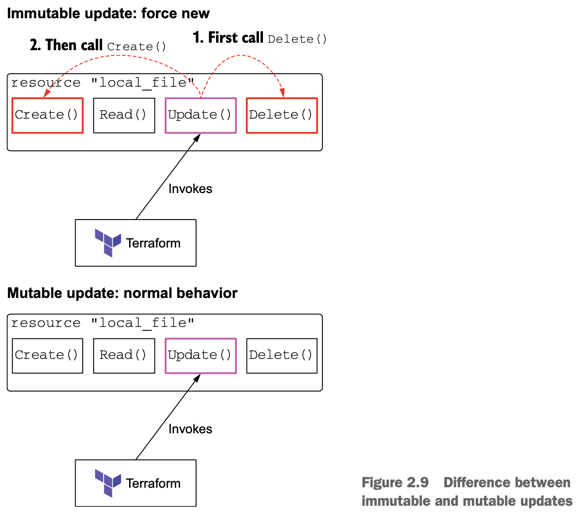 Immutable update: force new
2. Then call Create()
1. First call Delete()
resource "local_file"
Create()
Read()
Update()
Delete()
Invokes
Terraform
Mutable update: normal behavior
resource "local_file"
Create()
Read()
Update()
Delete()
Invokes
Terraform
Figure 2.9 Difference between
immutable and mutable updates